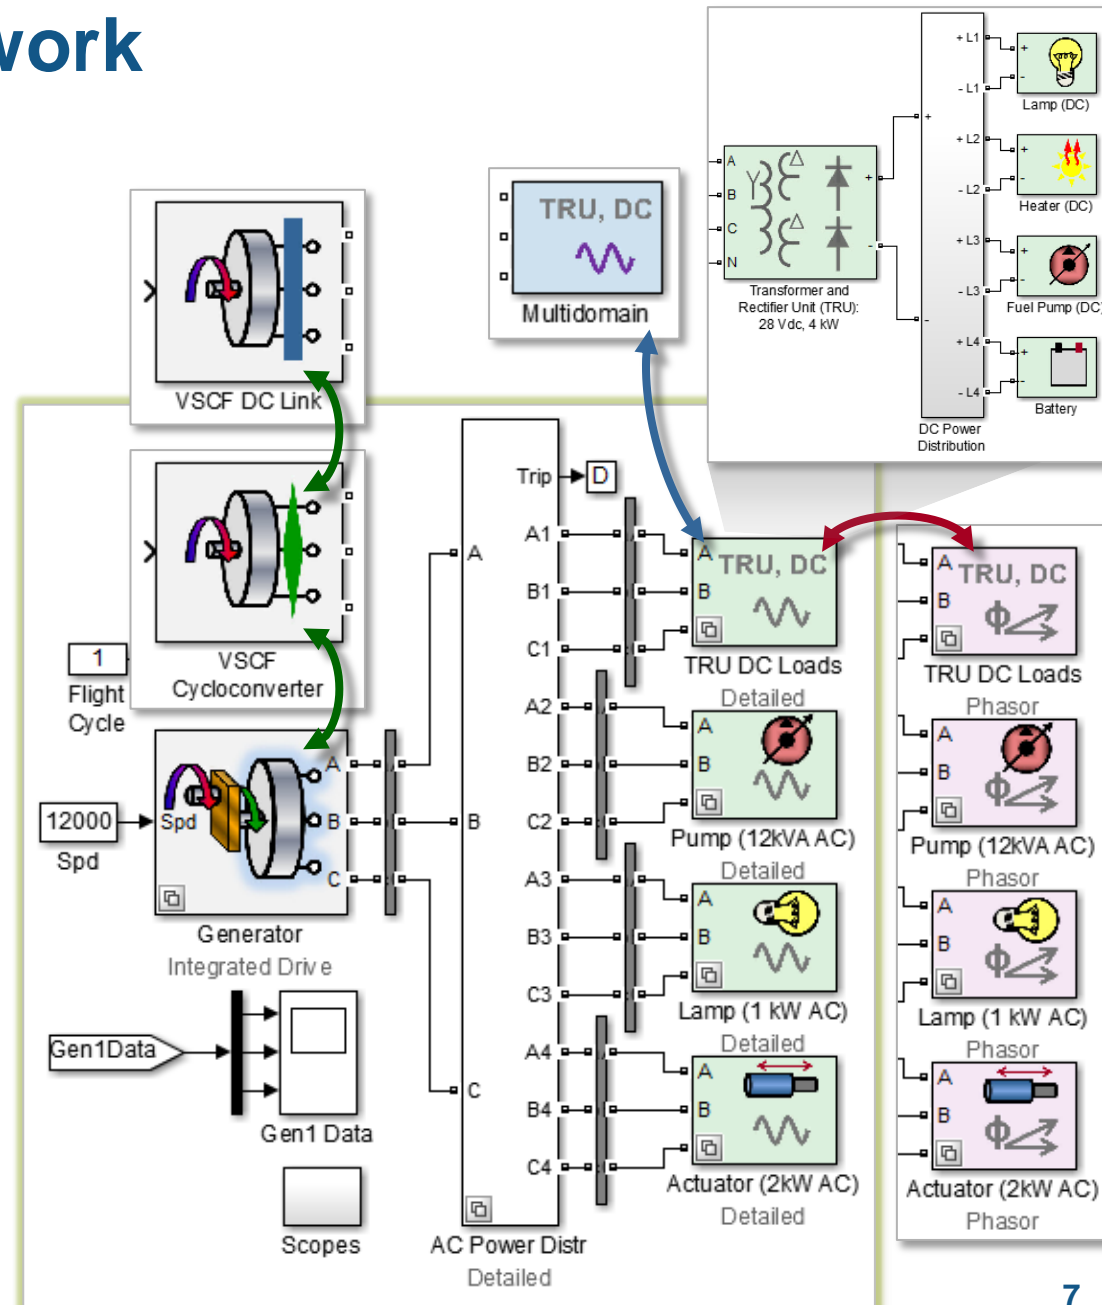 work
+ L1
+
-
- L1
Lamp (DC)
+ L2
+
-
- L2
Heater (DC)
+ L3
+
-
- L3
Fuel Pump (DC)
+ L4
+
-
- L4
Battery
+
-
DC Power
Distribution
A
B
C
N
Y
Δ
Δ
+
-
Transformer and
Rectifier Unit (TRU):
28 Vdc, 4 kW
TRU, DC
Multidomain
VSCF DC Link
VSCF
Cycloconverter
1
Flight
Cycle
12000
Spd
Spd
A
B
C
Generator
Integrated Drive
Gen1Data
Gen1 Data
Scopes
A
B
C
Trip
D
A1
B1
C1
A2
B2
C2
A3
B3
C3
A4
B4
C4
AC Power Distr
Detailed
A
B
TRU, DC
TRU DC Loads
Detailed
A
B
Pump (12kVA AC)
Detailed
A
B
Lamp (1 kW AC)
Detailed
A
B
Actuator (2kW AC)
Detailed
A
B
TRU, DC
Φ
TRU DC Loads
Phasor
A
B
Φ
Pump (12kVA AC)
Phasor
A
B
Φ
Lamp (1 kW AC)
Phasor
A
B
Φ
Actuator (2kW AC)
Phasor
7